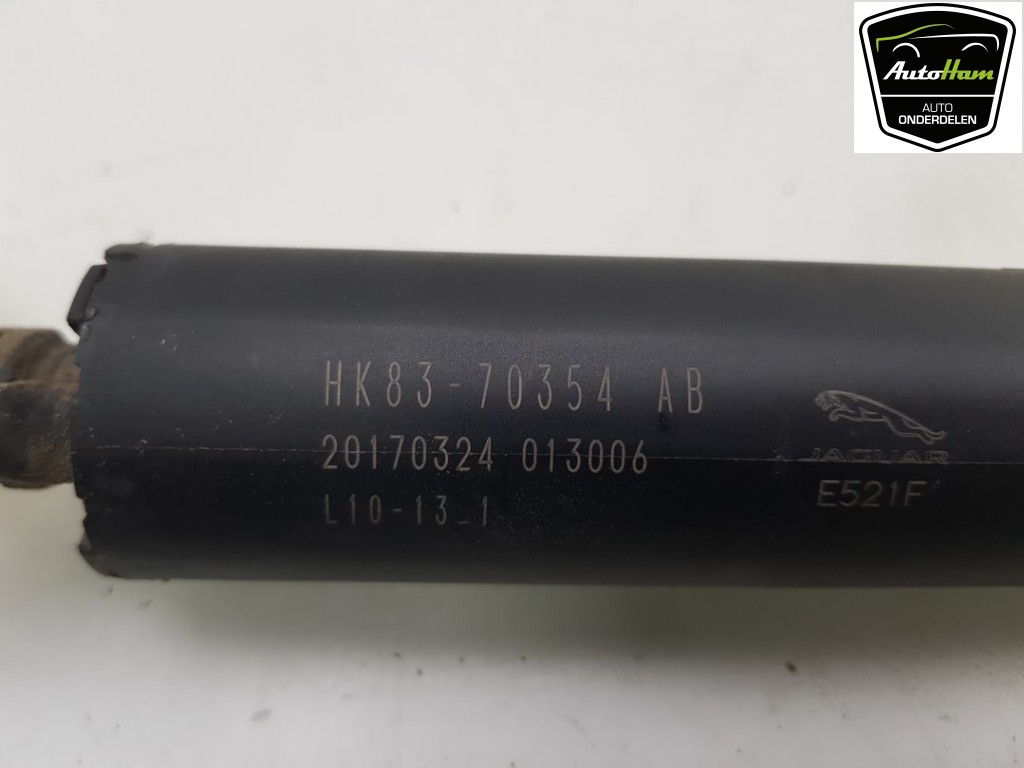 AutoHam
AUTO
ONDERDELEN
HK83-70354 AB
20170324 013006
L10-13_1
JAGUAR
E521F